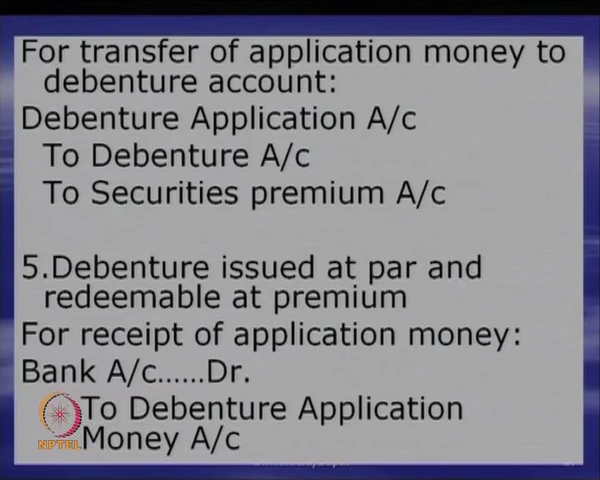 For transfer of application money to
debenture account:
Debenture Application A/c
To Debenture A/c
To Securities premium A/c
5.Debenture issued at par and
redeemable at premium
For receipt of application money:
Bank A/c......Dr.
To Debenture Application
Money A/c
NPTEL